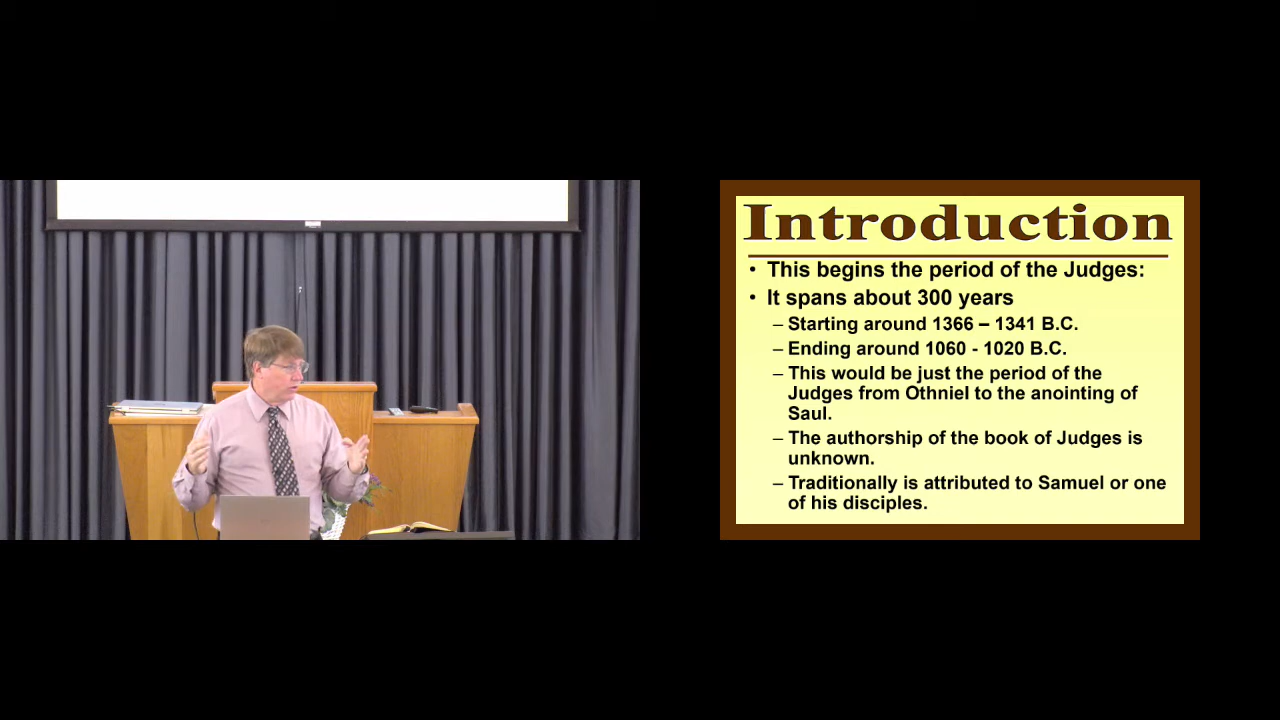 Introduction
• This begins the period of the Judges:
• It spans about 300 years
– Starting around 1366 – 1341 B.C.
– Ending around 1060 - 1020 B.C.
– This would be just the period of the
Judges from Othniel to the anointing of
Saul.
– The authorship of the book of Judges is
unknown.
– Traditionally is attributed to Samuel or one
of his disciples.